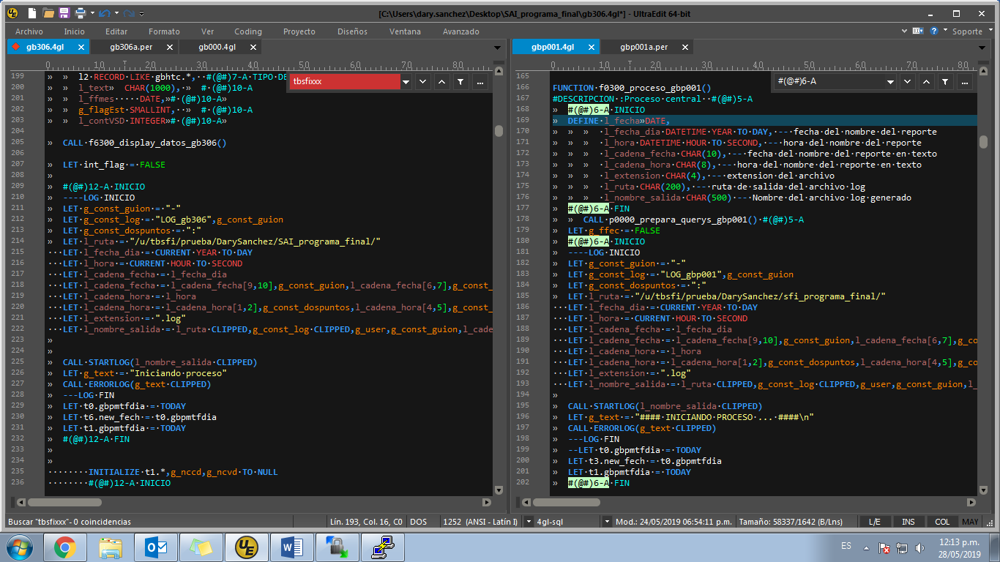 [C:\Users\dary.sanchez\Desktop\SAI_programa_final\gb306.4gl*] - UltraEdit 64-bit
Archivo Inicio Editar Formato Ver Coding Proyecto Diseños Ventana Avanzado Soporte
gb306.4gl gb306a.per gb000.4gl
0 10 20 30 40 50 60 70 80
tbsfixxx
199 l2 RECORD LIKE gbhtc.*, #(@#)7-A TIPO DE
200 l_text CHAR(1000), # #(@#)10-A
201 l_ffmes DATE, #(@#)10-A
202 g_flagEst SMALLINT, # #(@#)10-A
203 l_contVSD INTEGER # (@#)10-A
204
205 CALL f6300_display_datos_gb306()
206
207 LET int_flag = FALSE
208
209 #(@#)12-A INICIO
210 ----LOG INICIO
211 LET g_const_guion = "-"
212 LET g_const_log = "LOG_gb306",g_const_guion
213 LET g_const_dospuntos = ":"
214 LET l_ruta = "/u/tbsfi/prueba/DarySanchez/SAI_programa_final/"
215 LET l_fecha_dia = CURRENT YEAR TO DAY
216 LET l_hora = CURRENT HOUR TO SECOND
217 LET l_cadena_fecha = l_fecha_dia
218 LET l_cadena_fecha = l_cadena_fecha[9,10],g_const_guion,l_cadena_fecha[6,7],g_const_
219 LET l_cadena_hora = l_hora
220 LET l_cadena_hora = l_cadena_hora[1,2],g_const_dospuntos,l_cadena_hora[4,5],g_const_
221 LET l_extension = ".log"
222 LET l_nombre_salida = l_ruta CLIPPED,g_const_log CLIPPED,g_user,g_const_guion,l_cade
223
224
225 CALL STARTLOG(l_nombre_salida CLIPPED)
226 LET g_text = "Iniciando proceso"
227 CALL ERRORLOG(g_text CLIPPED)
228 ---LOG FIN
229 LET t0.gbpmtfdia = TODAY
230 LET t6.new_fech = t0.gbpmtfdia
231 LET t1.gbpmtfdia = TODAY
232 #(@#)12-A FIN
233
234
235 INITIALIZE t1.*,g_nccd,g_ncvd TO NULL
236 #(@#)12-A INICIO
gbp001.4gl gbp001a.per
0 10 20 30 40 50 60 70 80
#(@#)6-A
165
166 FUNCTION f0300_proceso_gbp001()
167 #DESCRIPCION :Proceso central #(@#)5-A
168 #(@#)6-A INICIO
169 DEFINE l_fecha DATE,
170 l_fecha_dia DATETIME YEAR TO DAY, -- fecha del nombre del reporte
171 l_hora DATETIME HOUR TO SECOND, -- hora del nombre del reporte
172 l_cadena_fecha CHAR(10), -- fecha del nombre del reporte en texto
173 l_cadena_hora CHAR(8), -- hora del nombre del reporte en texto
174 l_extension CHAR(4), -- extension del archivo
175 l_ruta CHAR(200), -- ruta de salida del archivo log
176 l_nombre_salida CHAR(500) -- Nombre del archivo log generado
177 #(@#)6-A FIN
178 CALL p0000_prepara_querys_gbp001() #(@#)5-A
179 LET g_ffec = FALSE
180 #(@#)6-A INICIO
181 ----LOG INICIO
182 LET g_const_guion = "-"
183 LET g_const_log = "LOG_gbp001",g_const_guion
184 LET g_const_dospuntos = ":"
185 LET l_ruta = "/u/tbsfi/prueba/DarySanchez/sfi_programa_final/"
186 LET l_fecha_dia = CURRENT YEAR TO DAY
187 LET l_hora = CURRENT HOUR TO SECOND
188 LET l_cadena_fecha = l_fecha_dia
189 LET l_cadena_fecha = l_cadena_fecha[9,10],g_const_guion,l_cadena_fecha[6,7],g_co
190 LET l_cadena_hora = l_hora
191 LET l_cadena_hora = l_cadena_hora[1,2],g_const_dospuntos,l_cadena_hora[4,5],g_co
192 LET l_extension = ".log"
193 LET l_nombre_salida = l_ruta CLIPPED,g_const_log CLIPPED,g_user,g_const_guion,l_
194
195 CALL STARTLOG(l_nombre_salida CLIPPED)
196 LET g_text = "#### INICIANDO PROCESO ... ####\n"
197 CALL ERRORLOG(g_text CLIPPED)
198 ---LOG FIN
199 --LET t0.gbpmtfdia = TODAY
200 LET t3.new_fech = t0.gbpmtfdia
201 LET t1.gbpmtfdia = TODAY
202 #(@#)6-A FIN
Buscar "tbsfixxx"- 0 coincidencias Lín. 193, Col. 16, C0 DOS 1252 (ANSI - Latín I) 4gl-sql Mod.: 24/05/2019 06:54:11 p.m. Tamaño: 58337/1642 (B/Lns) L/E INS COL MAY
ES 12:13 p.m.
28/05/2019